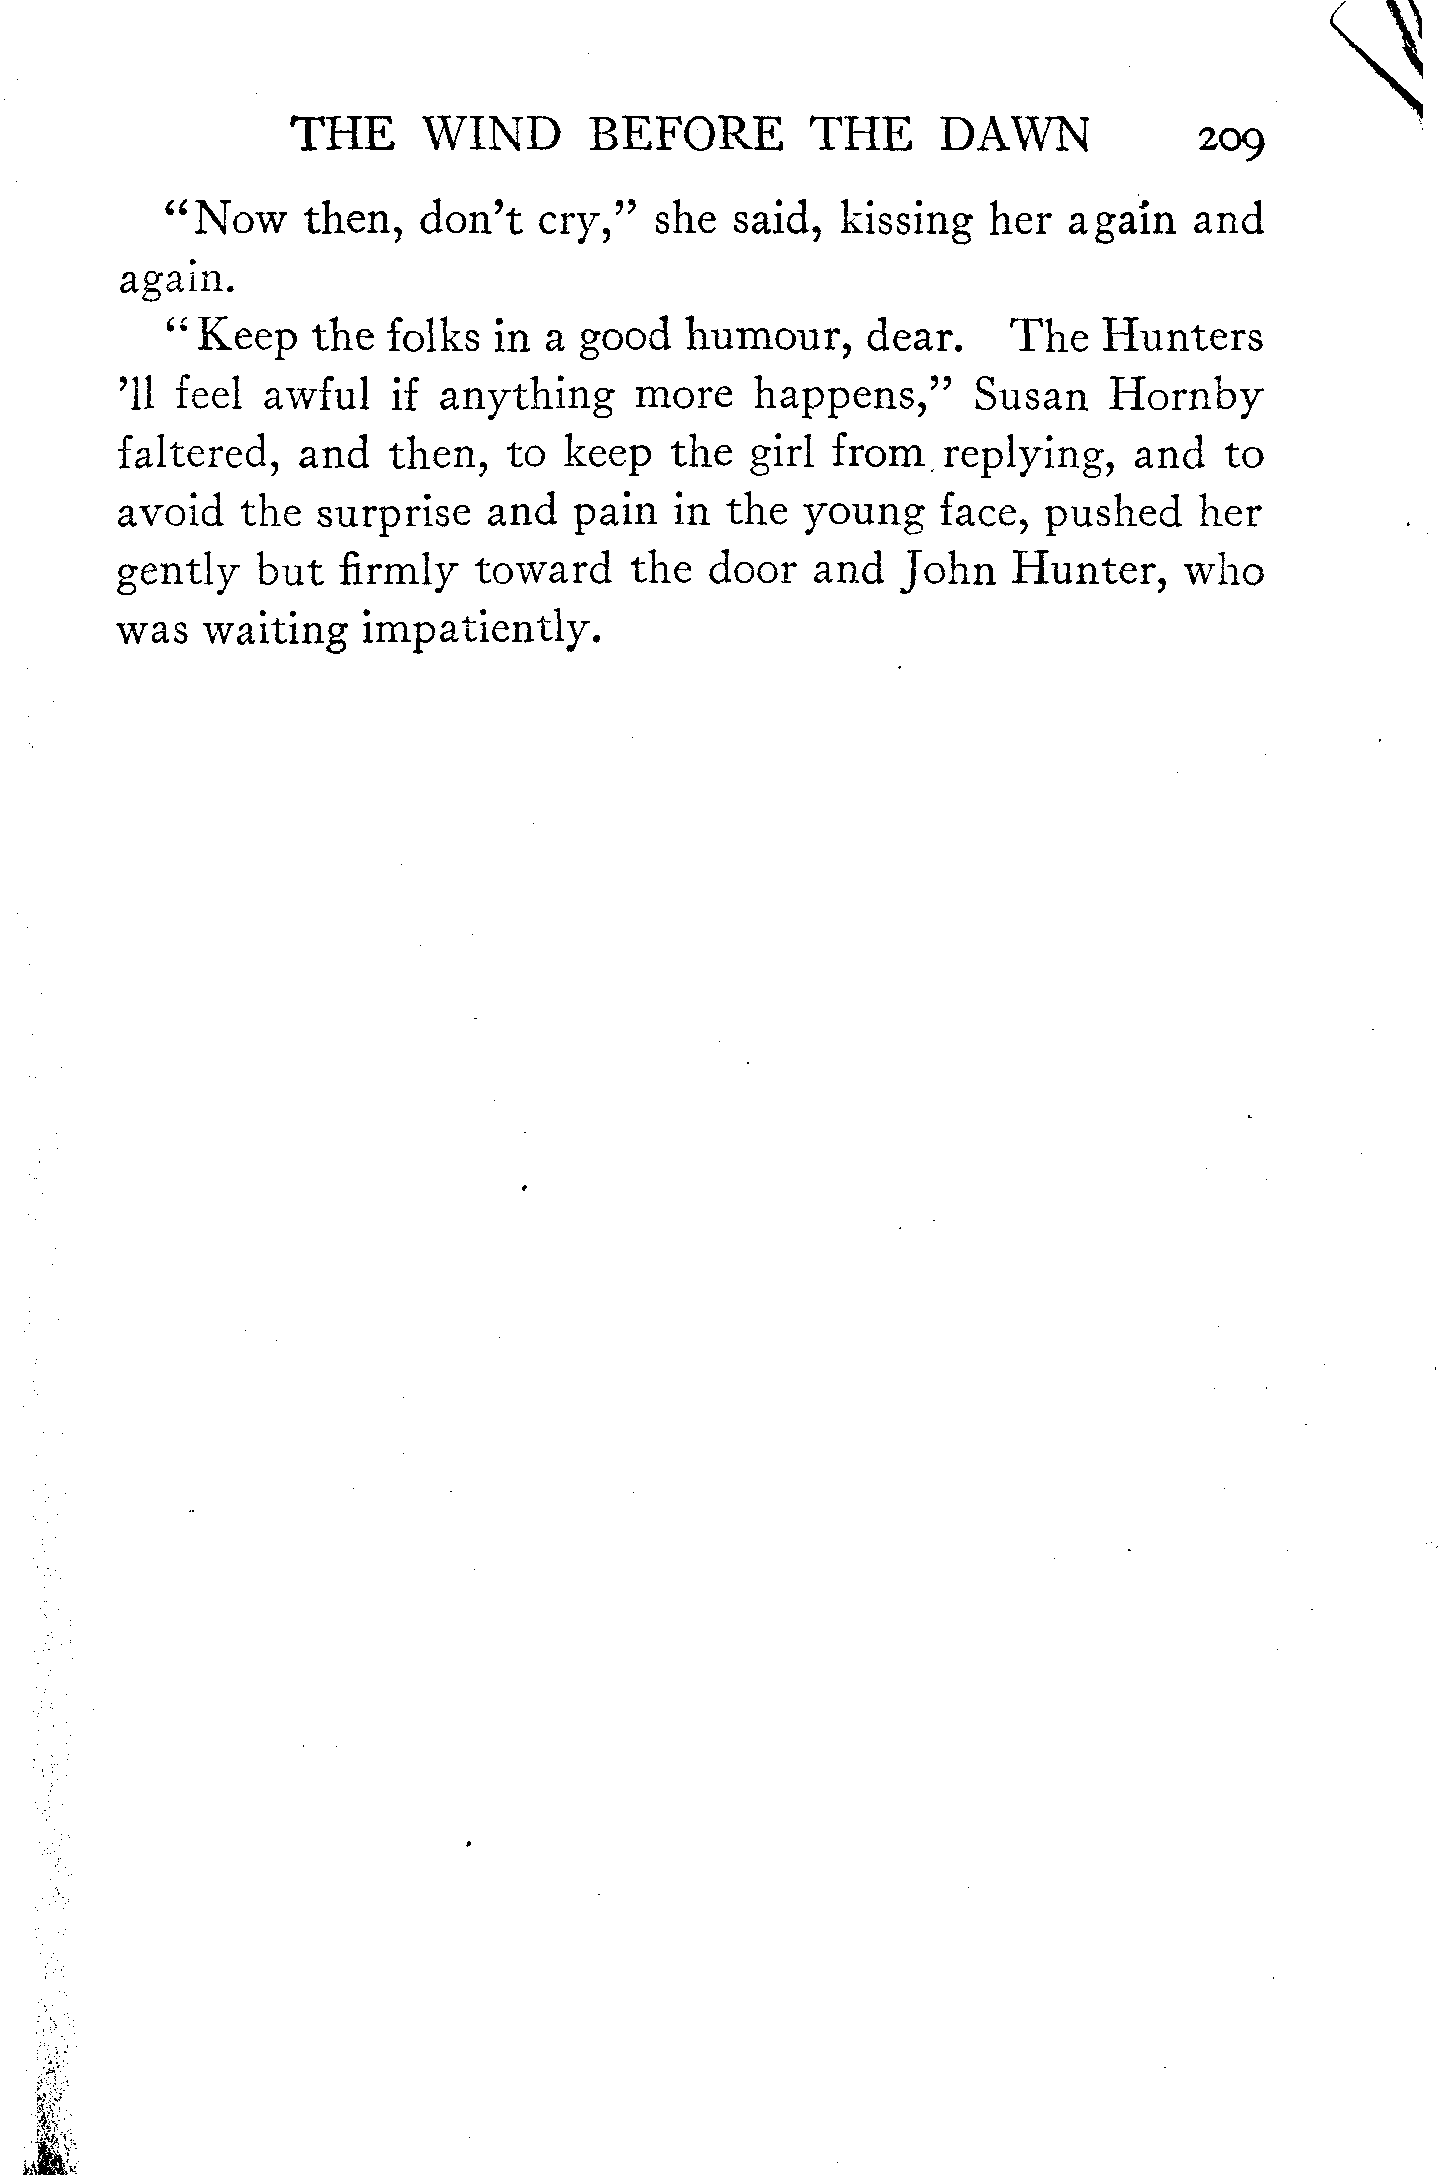 THE WIND BEFORE THE DAWN 209
"Now then, don't cry," she said, kissing her again and
again.
"Keep the folks in a good humour, dear. The Hunters
'll feel awful if anything more happens," Susan Hornby
faltered, and then, to keep the girl from replying, and to
avoid the surprise and pain in the young face, pushed her
gently but firmly toward the door and John Hunter, who
was waiting impatiently.